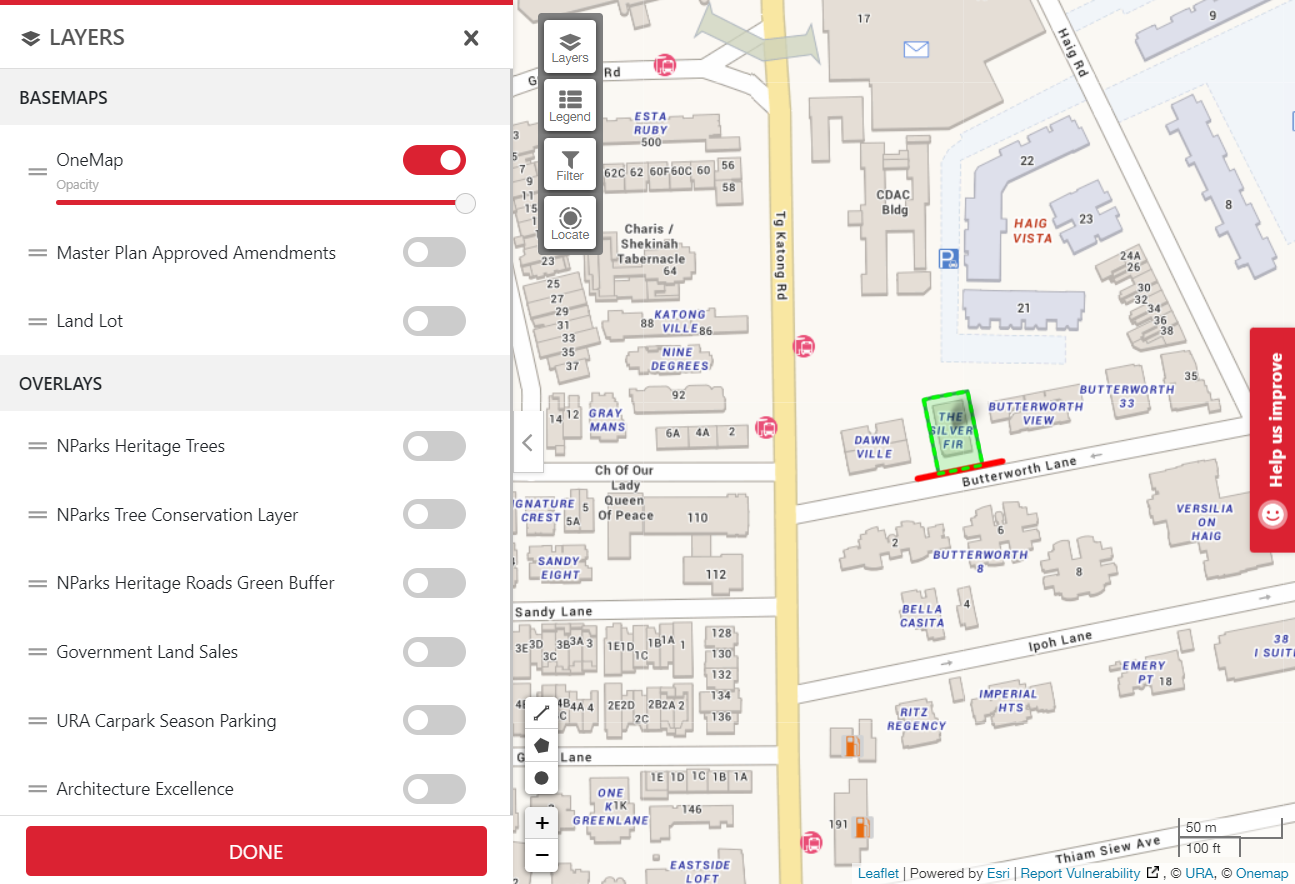 LAYERS
BASEMAPS
OneMap
Opacity
Master Plan Approved Amendments
Land Lot
OVERLAYS
NParks Heritage Trees
NParks Tree Conservation Layer
NParks Heritage Roads Green Buffer
Government Land Sales
URA Carpark Season Parking
Architecture Excellence
DONE
Layers
Legend
Filter
Locate
Rd
17
9
Haig Rd
ESTA
RUBY
500
62C 62 60F 60C 60 56
58
3
5
7
9
11
15
23
25
27
29
31
33
35
37
Charis /
Shekinah
Tabernacle
64
Tg Katong Rd
CDAC
Bldg
22
23
HAIG
VISTA
21
8
24A
26
30
32
34
36
38
35
KATONG
88 VILLE 86
NINE
DEGREES
92
14 12
GRAY
MANS
6A 4A 2
DAWN
VILLE
THE
SILVER
FIR
BUTTERWORTH
VIEW
BUTTERWORTH
33
Butterworth Lane
Ch Of Our
Lady
Queen
Of Peace
110
112
IGNATURE
CREST 5A
5
SANDY
EIGHT
Sandy Lane
2
6
BUTTERWORTH
8
8
VERSILIA
ON
HAIG
BELLA
CASITA
4
Ipoh Lane
38
I SUIT
EMERY
PT 18
IMPERIAL
HTS
RITZ
REGENCY
3E 3D 3B 3A 3
3C
1E 1D 1B 1A 1
1C
128
130
132
134
136
4B 4A 4
2E 2D 2B 2A 2
2C
Lane
1E 1D 1C 1B 1A
ONE
K 1K
GREENLANE
146
EASTSIDE
LOFT
191
Thiam Siew Ave
Help us improve
+
−
50 m
100 ft
Leaflet | Powered by Esri | Report Vulnerability , © URA, © Onemap